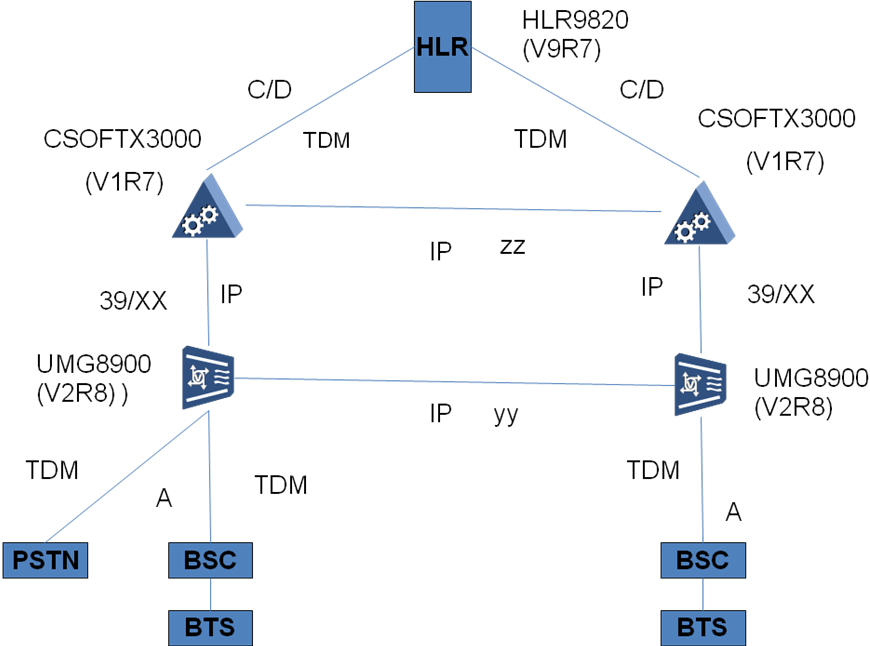 HLR
HLR9820
(V9R7)
C/D
C/D
TDM
TDM
CSOFTX3000
(V1R7)
CSOFTX3000
(V1R7)
IP
zz
39/XX
IP
IP
39/XX
UMG8900
(V2R8) )
UMG8900
(V2R8)
IP
yy
TDM
A
TDM
TDM
A
PSTN
BSC
BSC
BTS
BTS